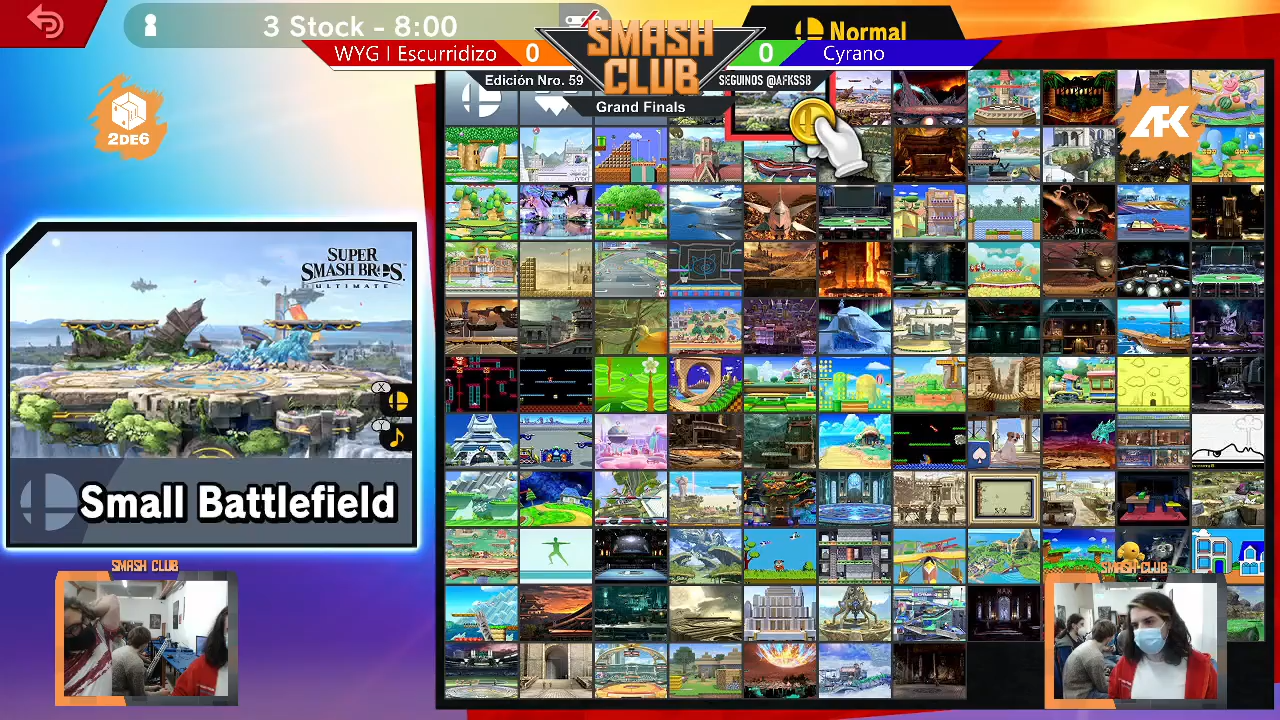 3 Stock - 8:00
Normal
SMASH
CLUB
WYG | Escurridizo
0
0
Cyrano
Edición Nro. 59
SEGUINOS @AFKSSB
Grand Finals
2DE6
AK
SUPER
SMASH BROS.
ULTIMATE
X
Y
Small Battlefield
SMASH CLUB
SMASH CLUB